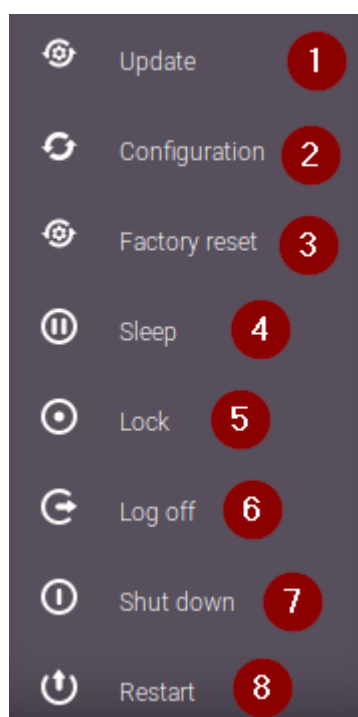 Update 1
Configuration 2
Factory reset 3
Sleep 4
Lock 5
Log off 6
Shut down 7
Restart 8